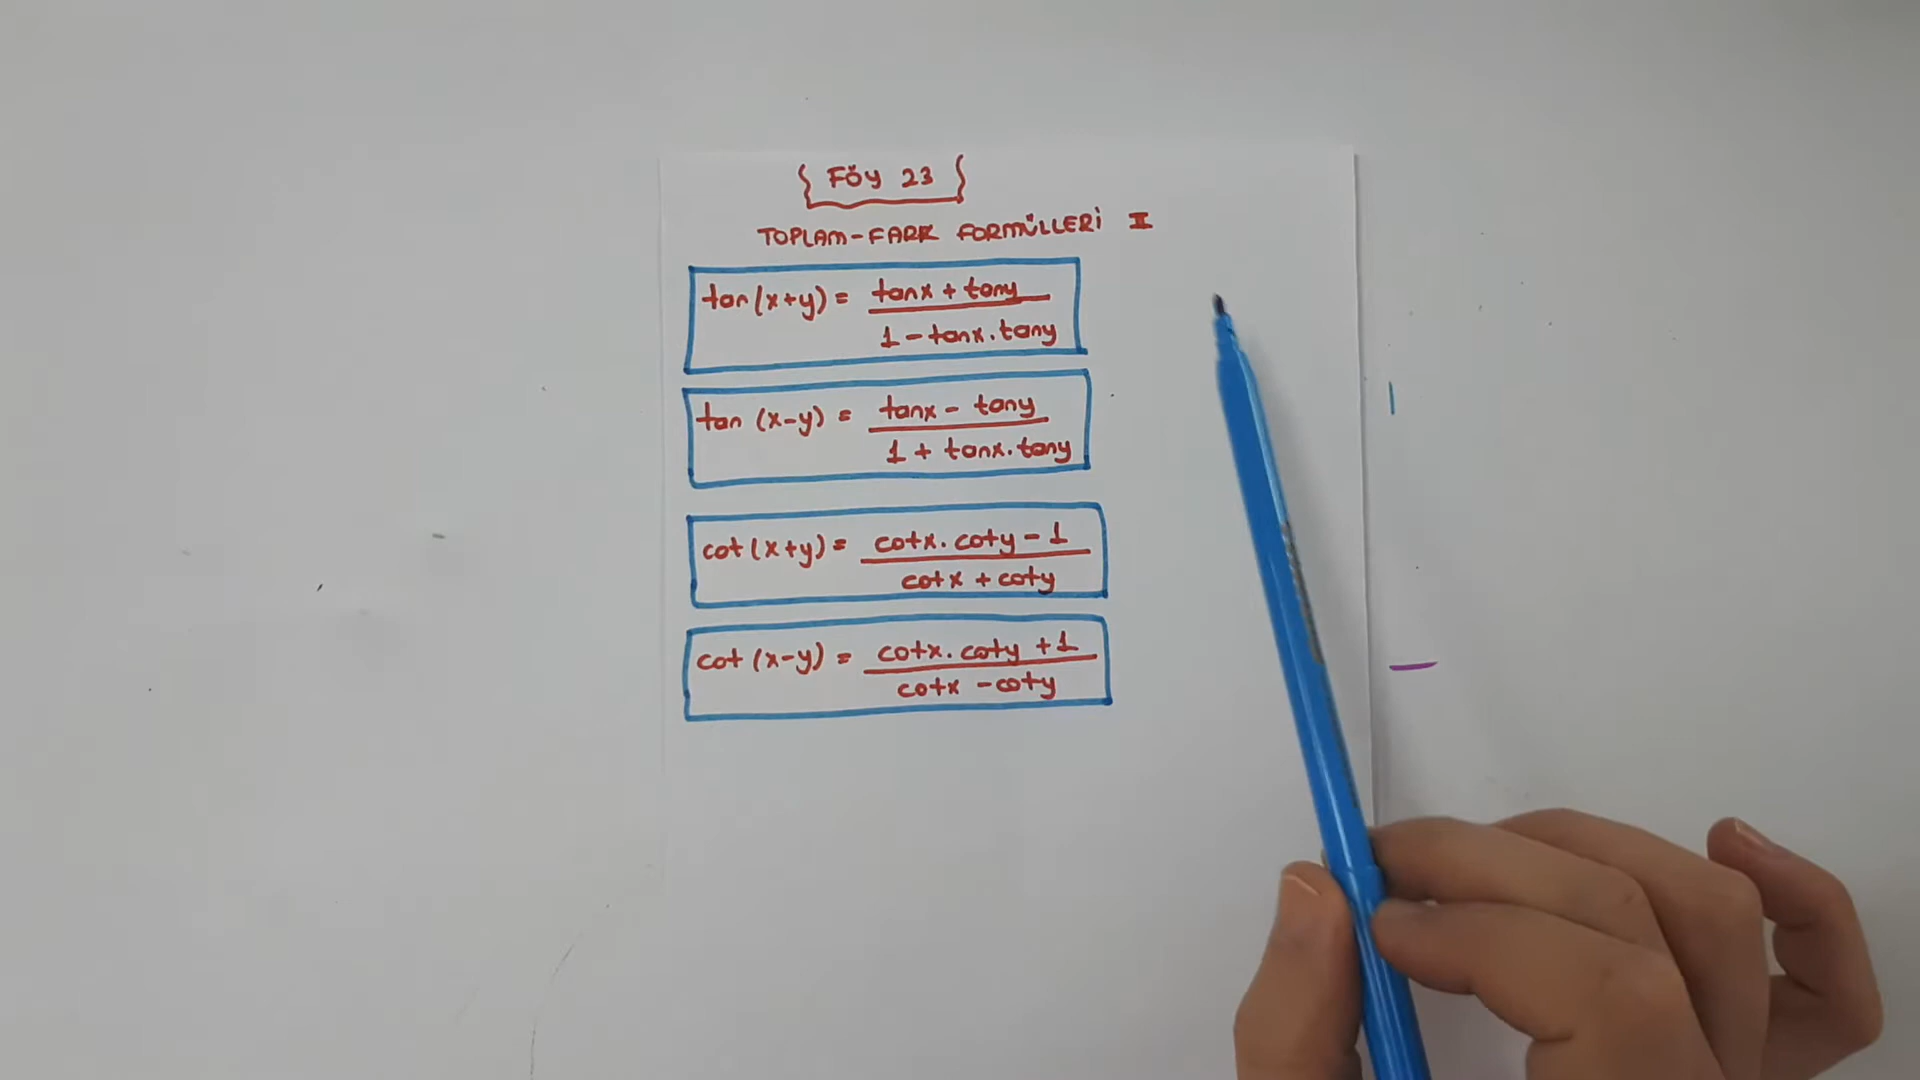 Föy 23
TOPLAM-FARK FORMÜLLERİ II
tan(x+y) = tanx + tany / 1 - tanx.tany
tan (x-y) = tanx - tany / 1 + tanx.tany
cot (x+y) = cotx. coty - 1 / cotx + coty
cot (x-y) = cotx. coty + 1 / cotx - coty